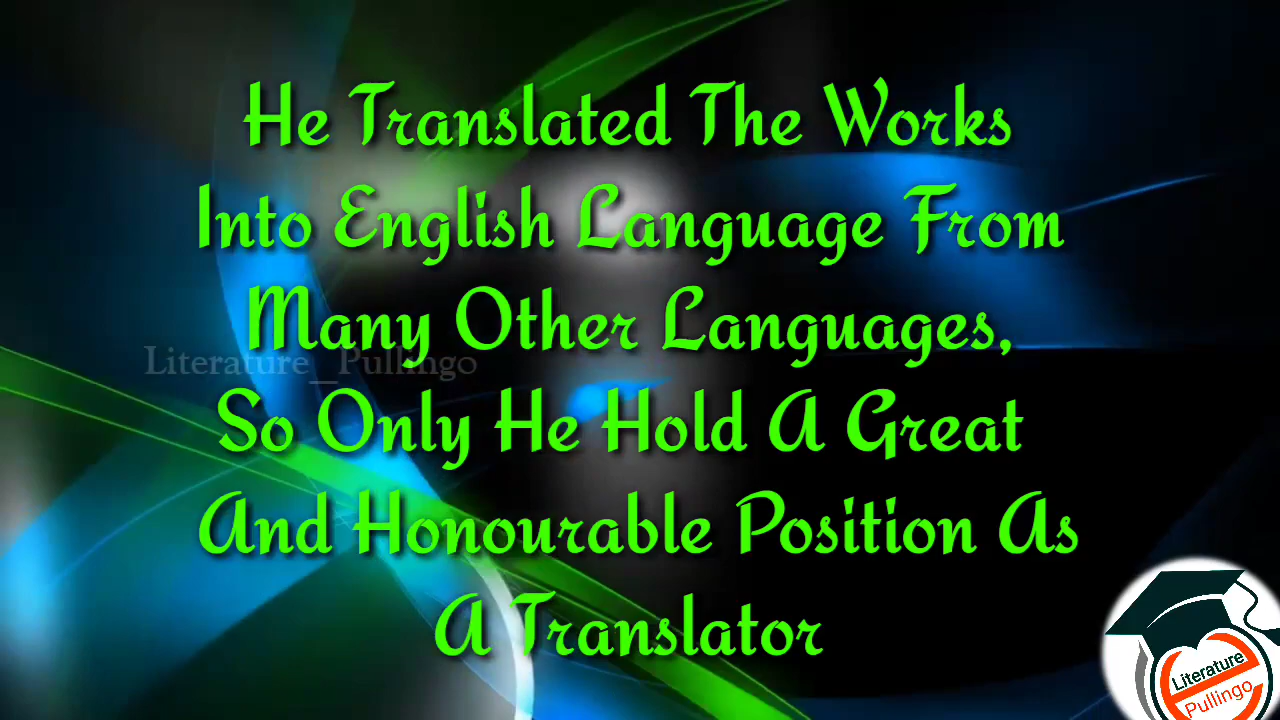 He Translated The Works
Into English Language From
Many Other Languages,
Literature_Pullingo
So Only He Hold A Great
And Honourable Position As
A Translator
Literature
Pullingo